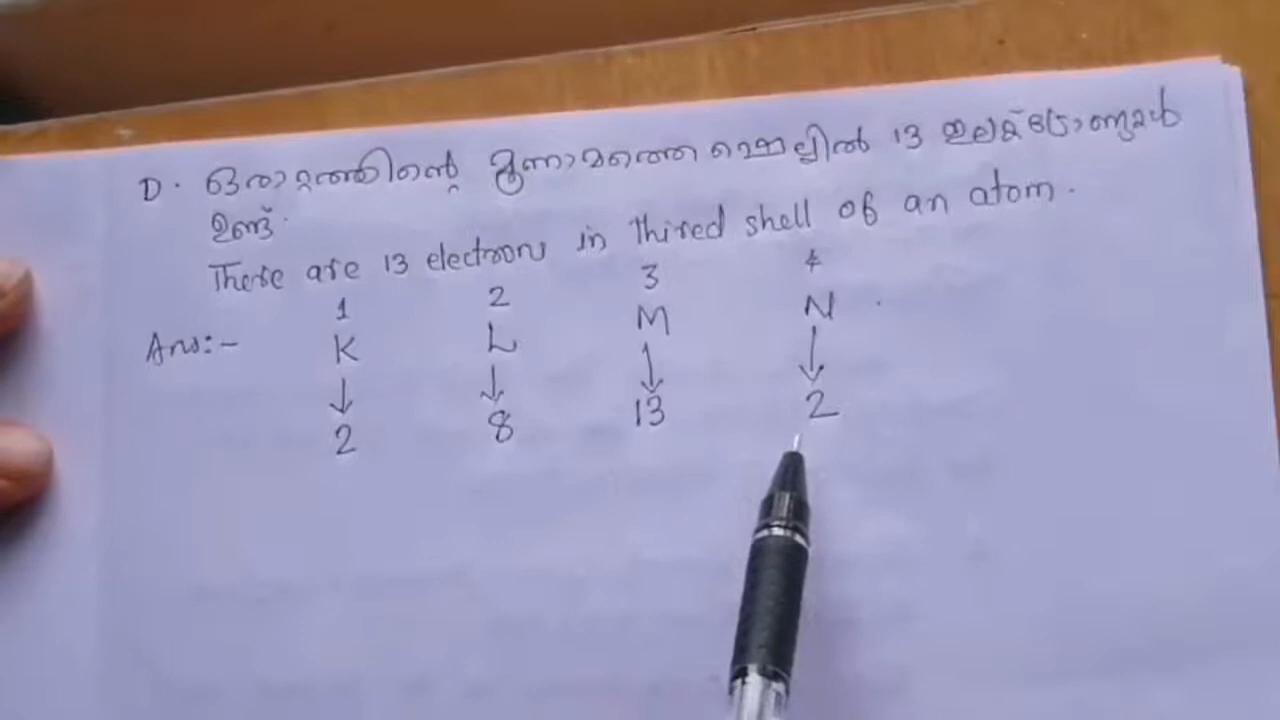 D. ഒരാറ്റത്തിന്റെ മൂന്നാമത്തെ ഷെല്ലിൽ 13 ഇലക്ട്രോണുകൾ
ഉണ്ട്.
There are 13 electrons in Thired shell of an atom.
1 2 3 4
Ans:- K L M N
↓ ↓ ↓ ↓
2 8 13 2